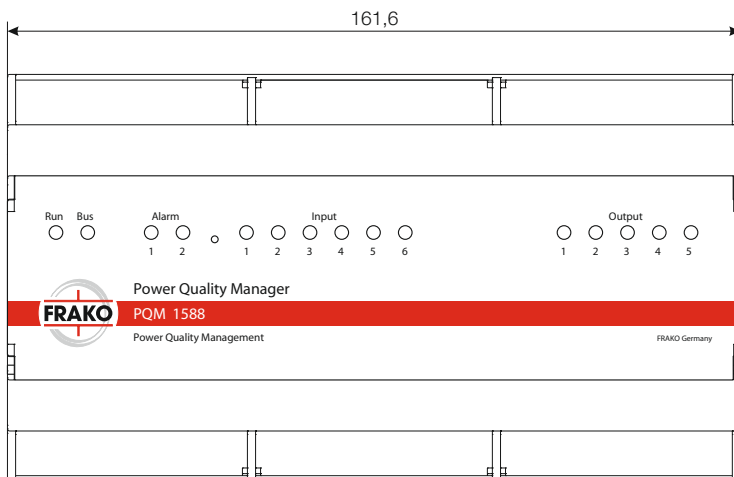 161,6
Run Bus Alarm Input Output
1 2 1 2 3 4 5 6 1 2 3 4 5
Power Quality Manager
FRAKO PQM 1588
Power Quality Management FRAKO Germany